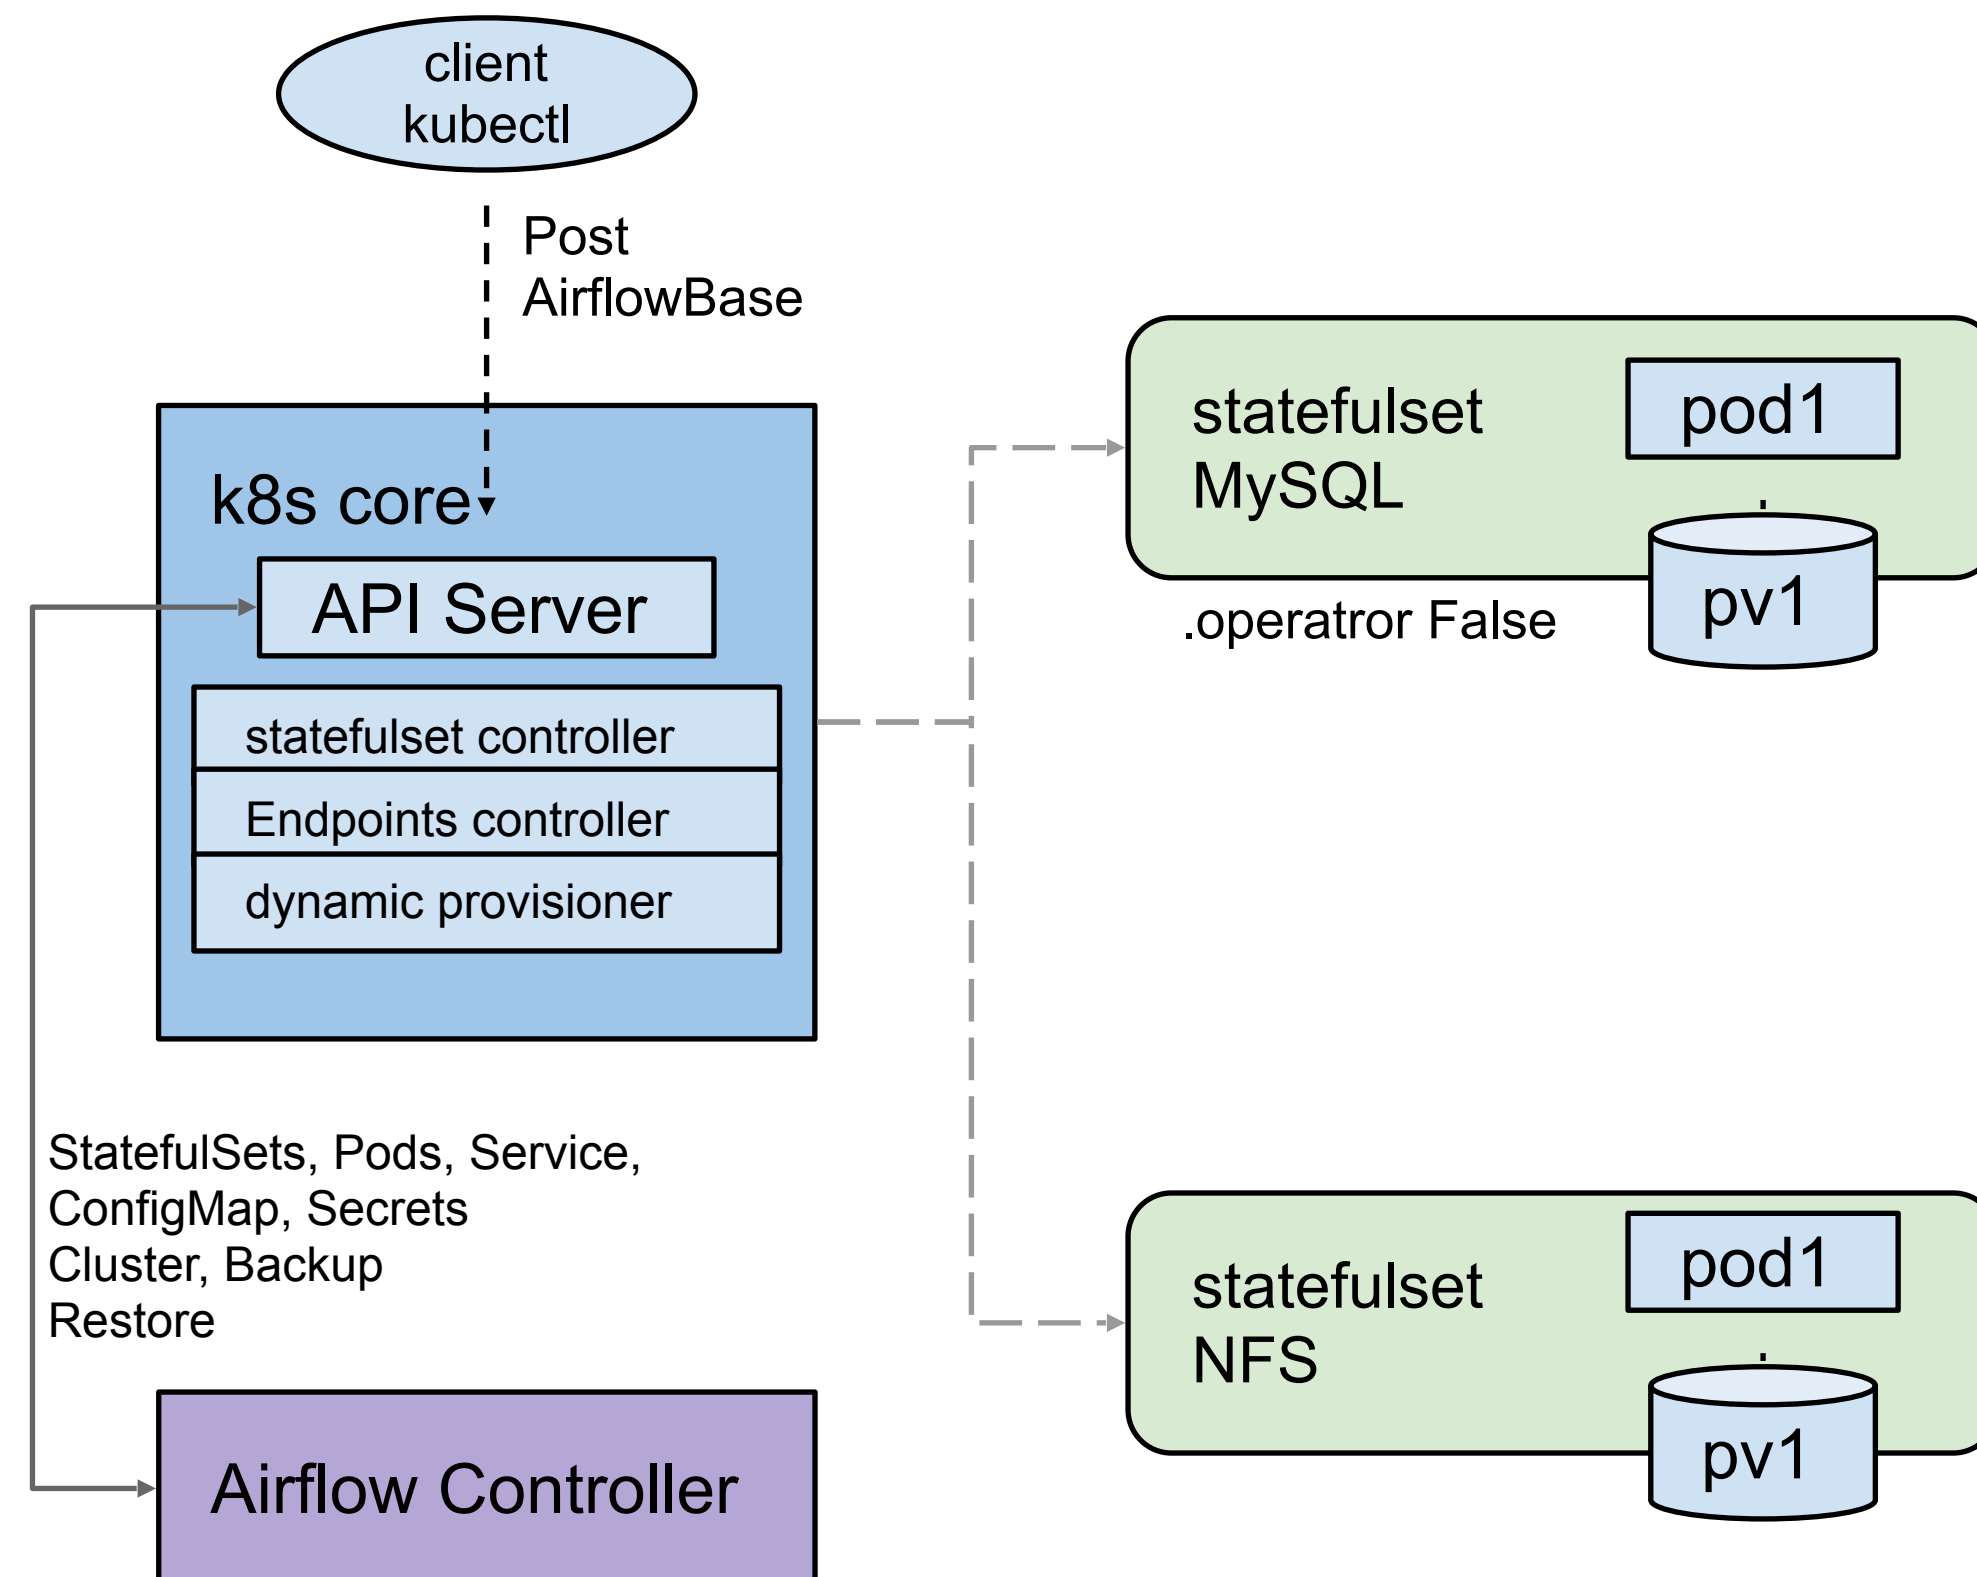 client
kubectl
Post
AirflowBase
k8s core
API Server
statefulset controller
Endpoints controller
dynamic provisioner
StatefulSets, Pods, Service,
ConfigMap, Secrets
Cluster, Backup
Restore
Airflow Controller
statefulset
MySQL
pod1
.
pv1
.operatror False
statefulset
NFS
pod1
.
pv1